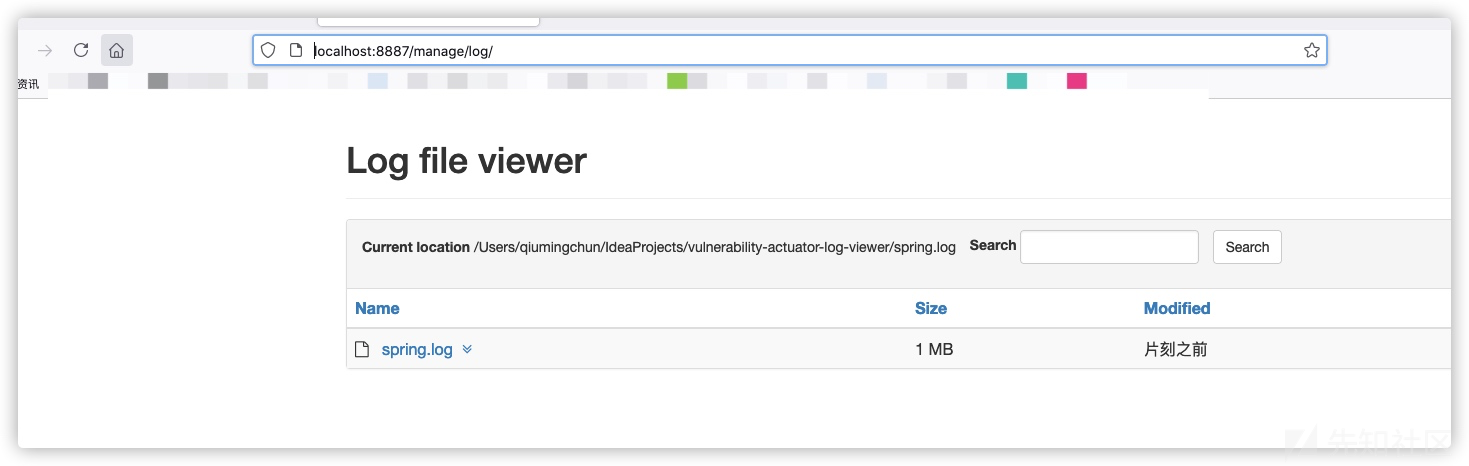 localhost:8887/manage/log/
资讯
Log file viewer
Current location /Users/qiumingchun/IdeaProjects/vulnerability-actuator-log-viewer/spring.log Search Search
Name Size Modified
spring.log 1 MB 片刻之前
先知社区